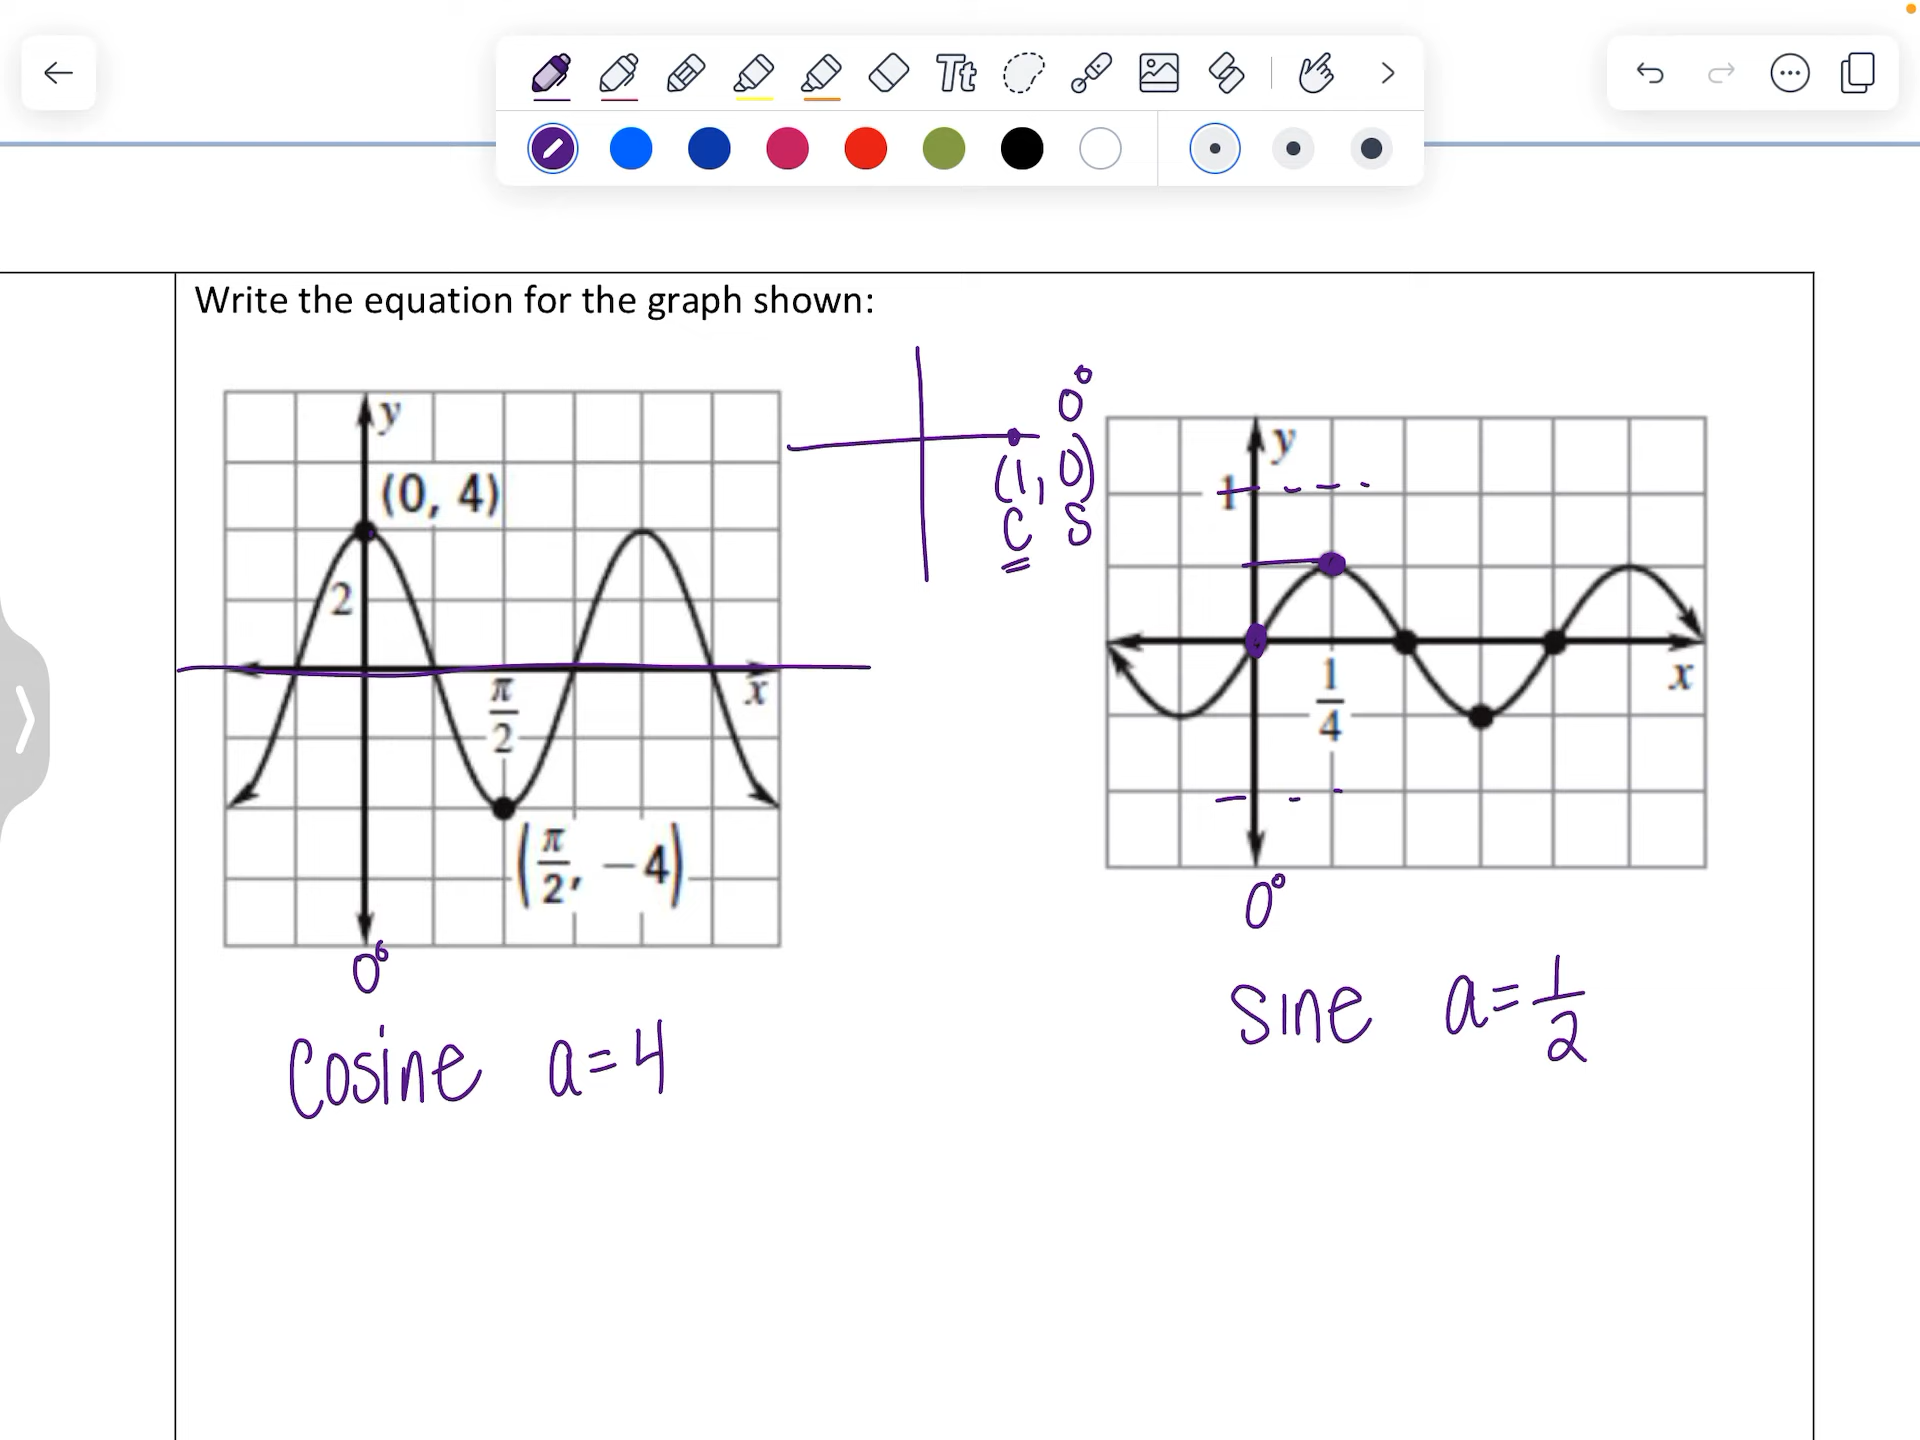 Tt
Write the equation for the graph shown:
y
(0, 4)
2
π/2
x
(π/2, −4)
0°
(1, 0)
C S
y
1
1/4
x
0°
0°
Cosine a=4
sine a=1/2